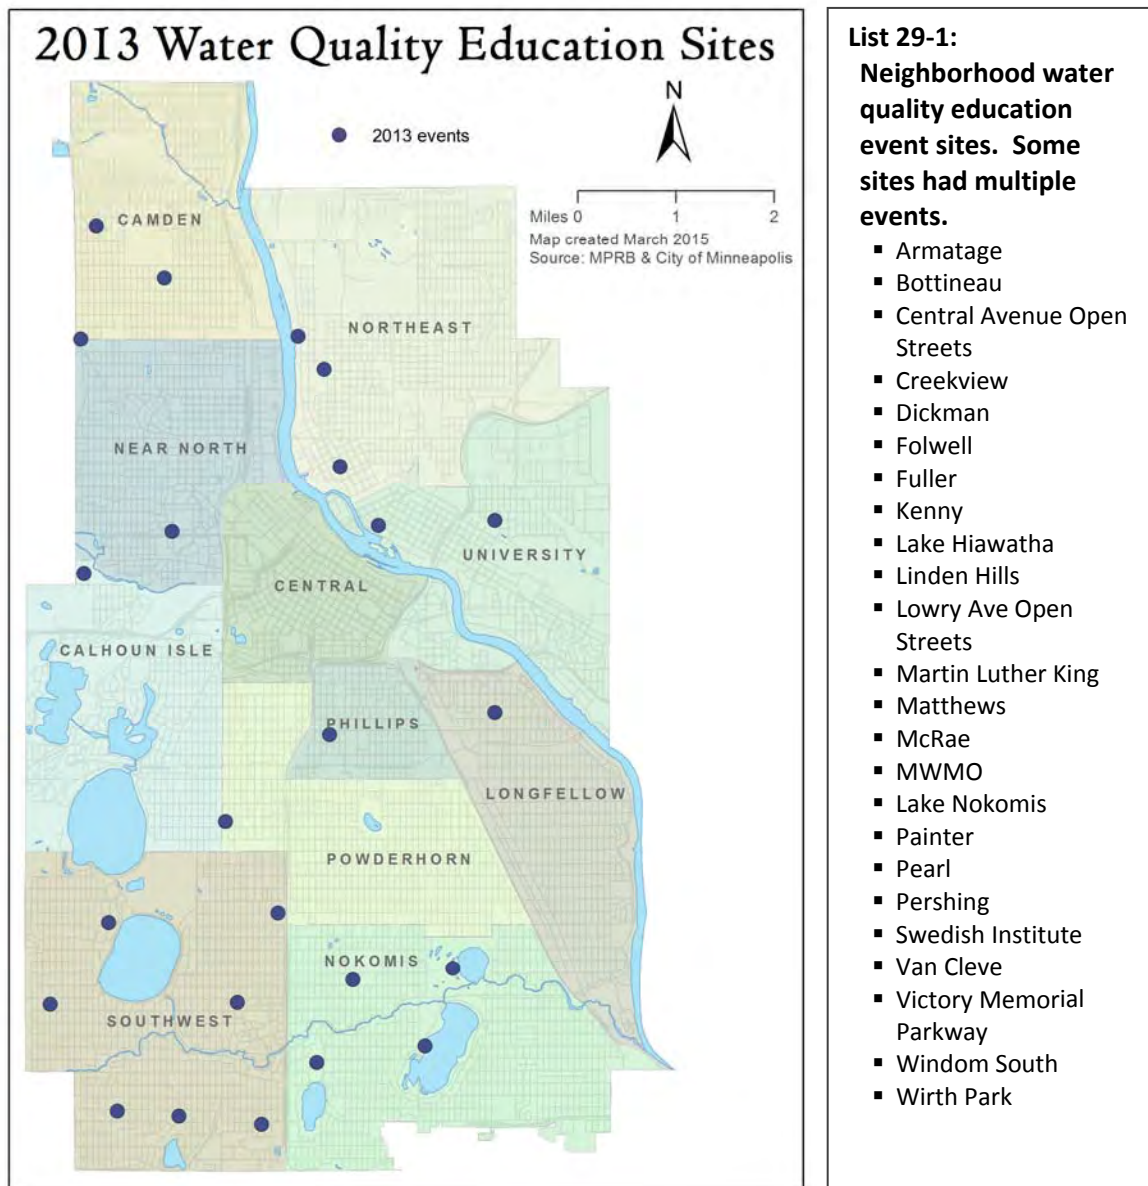 2013 Water Quality Education Sites
N
2013 events
Miles 0 1 2
Map created March 2015
Source: MPRB & City of Minneapolis
CAMDEN
NORTHEAST
NEAR NORTH
UNIVERSITY
CENTRAL
CALHOUN ISLE
PHILLIPS
LONGFELLOW
POWDERHORN
NOKOMIS
SOUTHWEST
List 29-1:
Neighborhood water
quality education
event sites. Some
sites had multiple
events.
▪ Armatage
▪ Bottineau
▪ Central Avenue Open
Streets
▪ Creekview
▪ Dickman
▪ Folwell
▪ Fuller
▪ Kenny
▪ Lake Hiawatha
▪ Linden Hills
▪ Lowry Ave Open
Streets
▪ Martin Luther King
▪ Matthews
▪ McRae
▪ MWMO
▪ Lake Nokomis
▪ Painter
▪ Pearl
▪ Pershing
▪ Swedish Institute
▪ Van Cleve
▪ Victory Memorial
Parkway
▪ Windom South
▪ Wirth Park